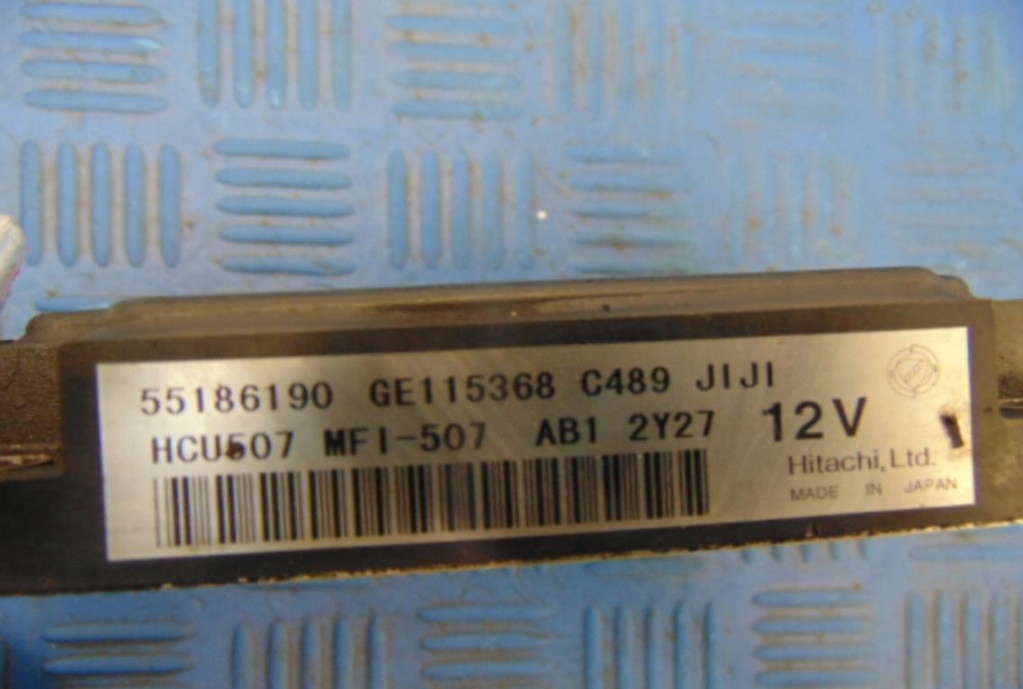 55186190 GE115368 C489 JIJI
HCU507 MFI-507 AB1 2Y27
12V
Hitachi, Ltd.
MADE IN JAPAN